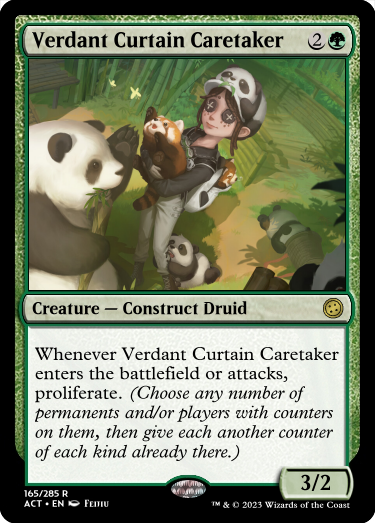 Verdant Curtain Caretaker 2
Creature — Construct Druid
Whenever Verdant Curtain Caretaker
enters the battlefield or attacks,
proliferate. (Choose any number of
permanents and/or players with counters
on them, then give each another counter
of each kind already there.)
3/2
165/285 R
ACT • EN Feijiu
™ & © 2023 Wizards of the Coast